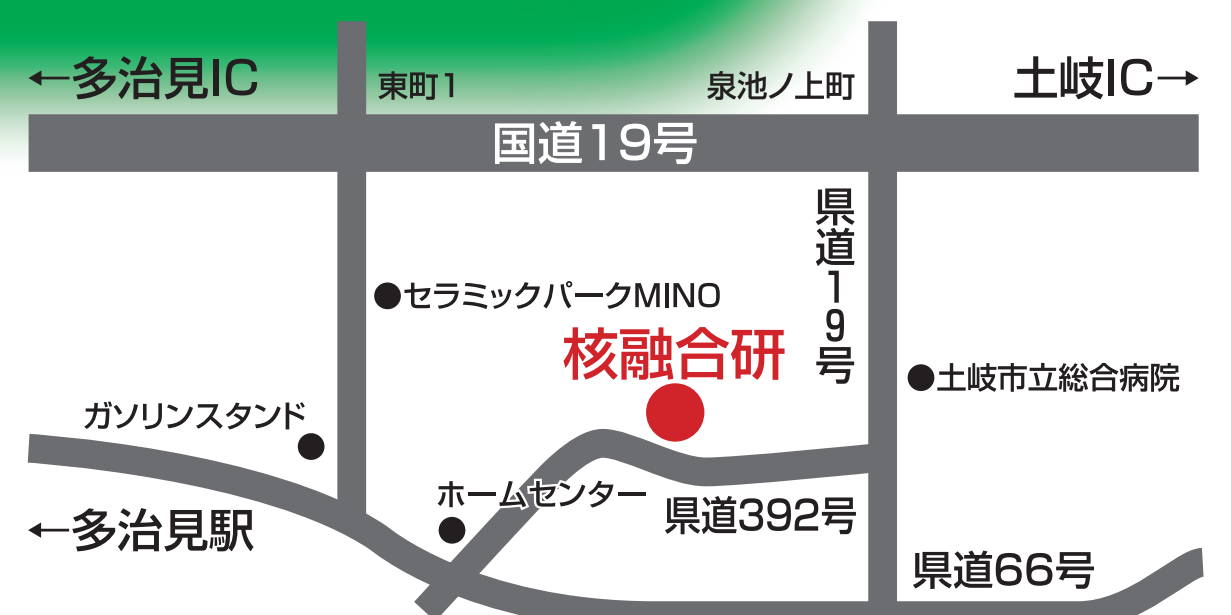 ←多治見IC
東町1
泉池ノ上町
土岐IC→
国道19号
県道19号
●セラミックパークMINO
核融合研
●土岐市立総合病院
ガソリンスタンド
ホームセンター
県道392号
←多治見駅
県道66号